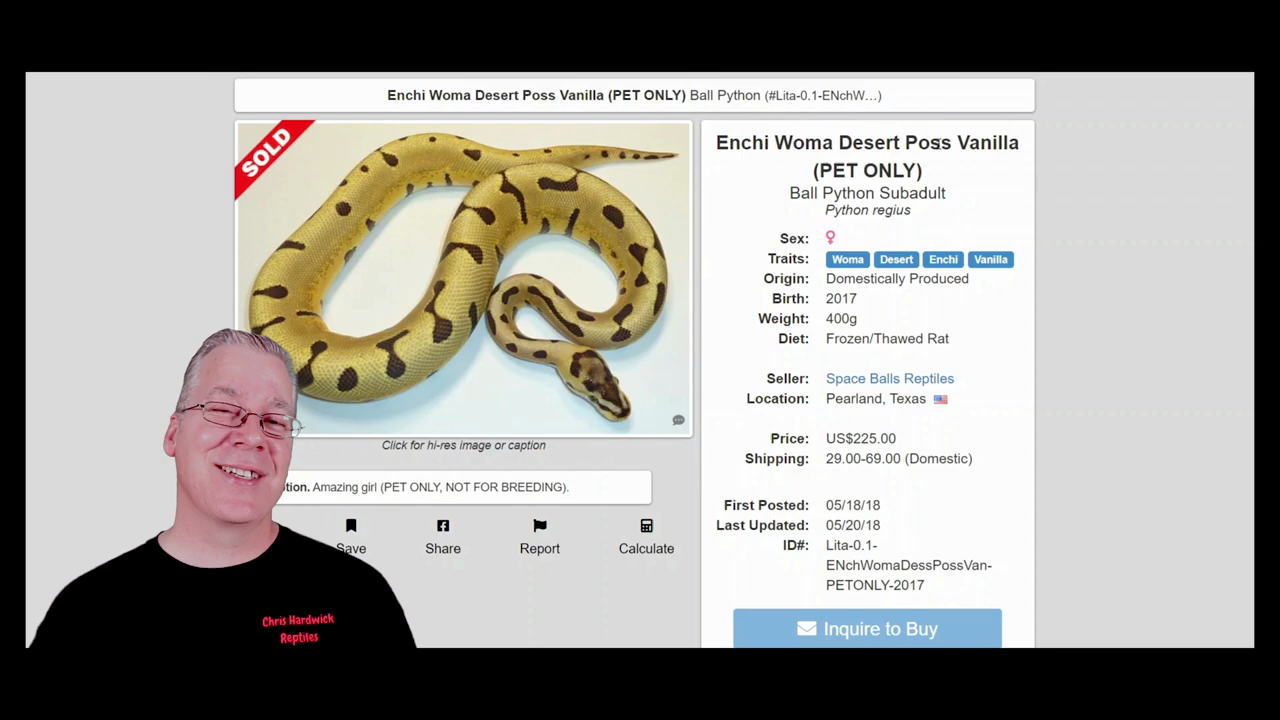 Enchi Woma Desert Poss Vanilla (PET ONLY) Ball Python (#Lita-0.1-ENchW…)
SOLD
Click for hi-res image or caption
tion. Amazing girl (PET ONLY, NOT FOR BREEDING).
Save
Share
Report
Calculate
Enchi Woma Desert Poss Vanilla
(PET ONLY)
Ball Python Subadult
Python regius
Sex: ♀
Traits: Woma Desert Enchi Vanilla
Origin: Domestically Produced
Birth: 2017
Weight: 400g
Diet: Frozen/Thawed Rat
Seller: Space Balls Reptiles
Location: Pearland, Texas
Price: US$225.00
Shipping: 29.00-69.00 (Domestic)
First Posted: 05/18/18
Last Updated: 05/20/18
ID#: Lita-0.1-
ENchWomaDessPossVan-
PETONLY-2017
Inquire to Buy
Chris Hardwick
Reptiles